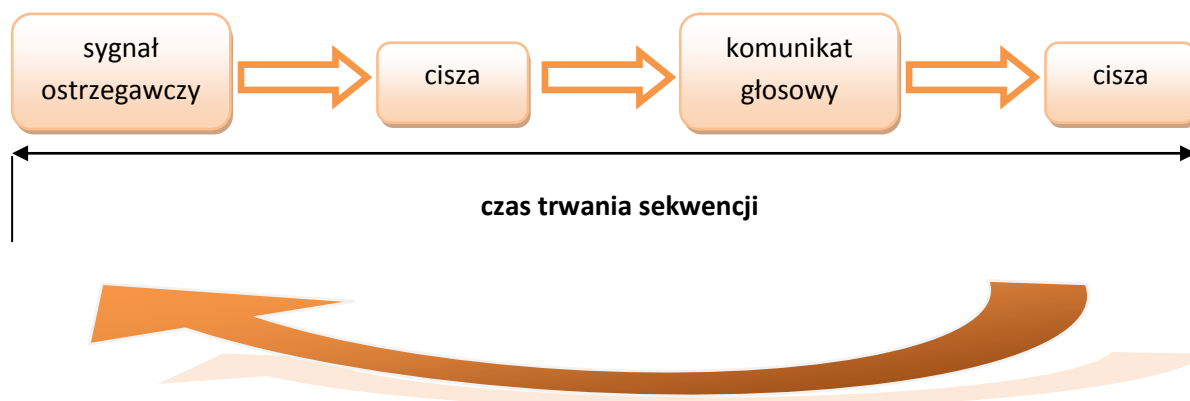 sygnał
ostrzegawczy
cisza
komunikat
głosowy
cisza
czas trwania sekwencji